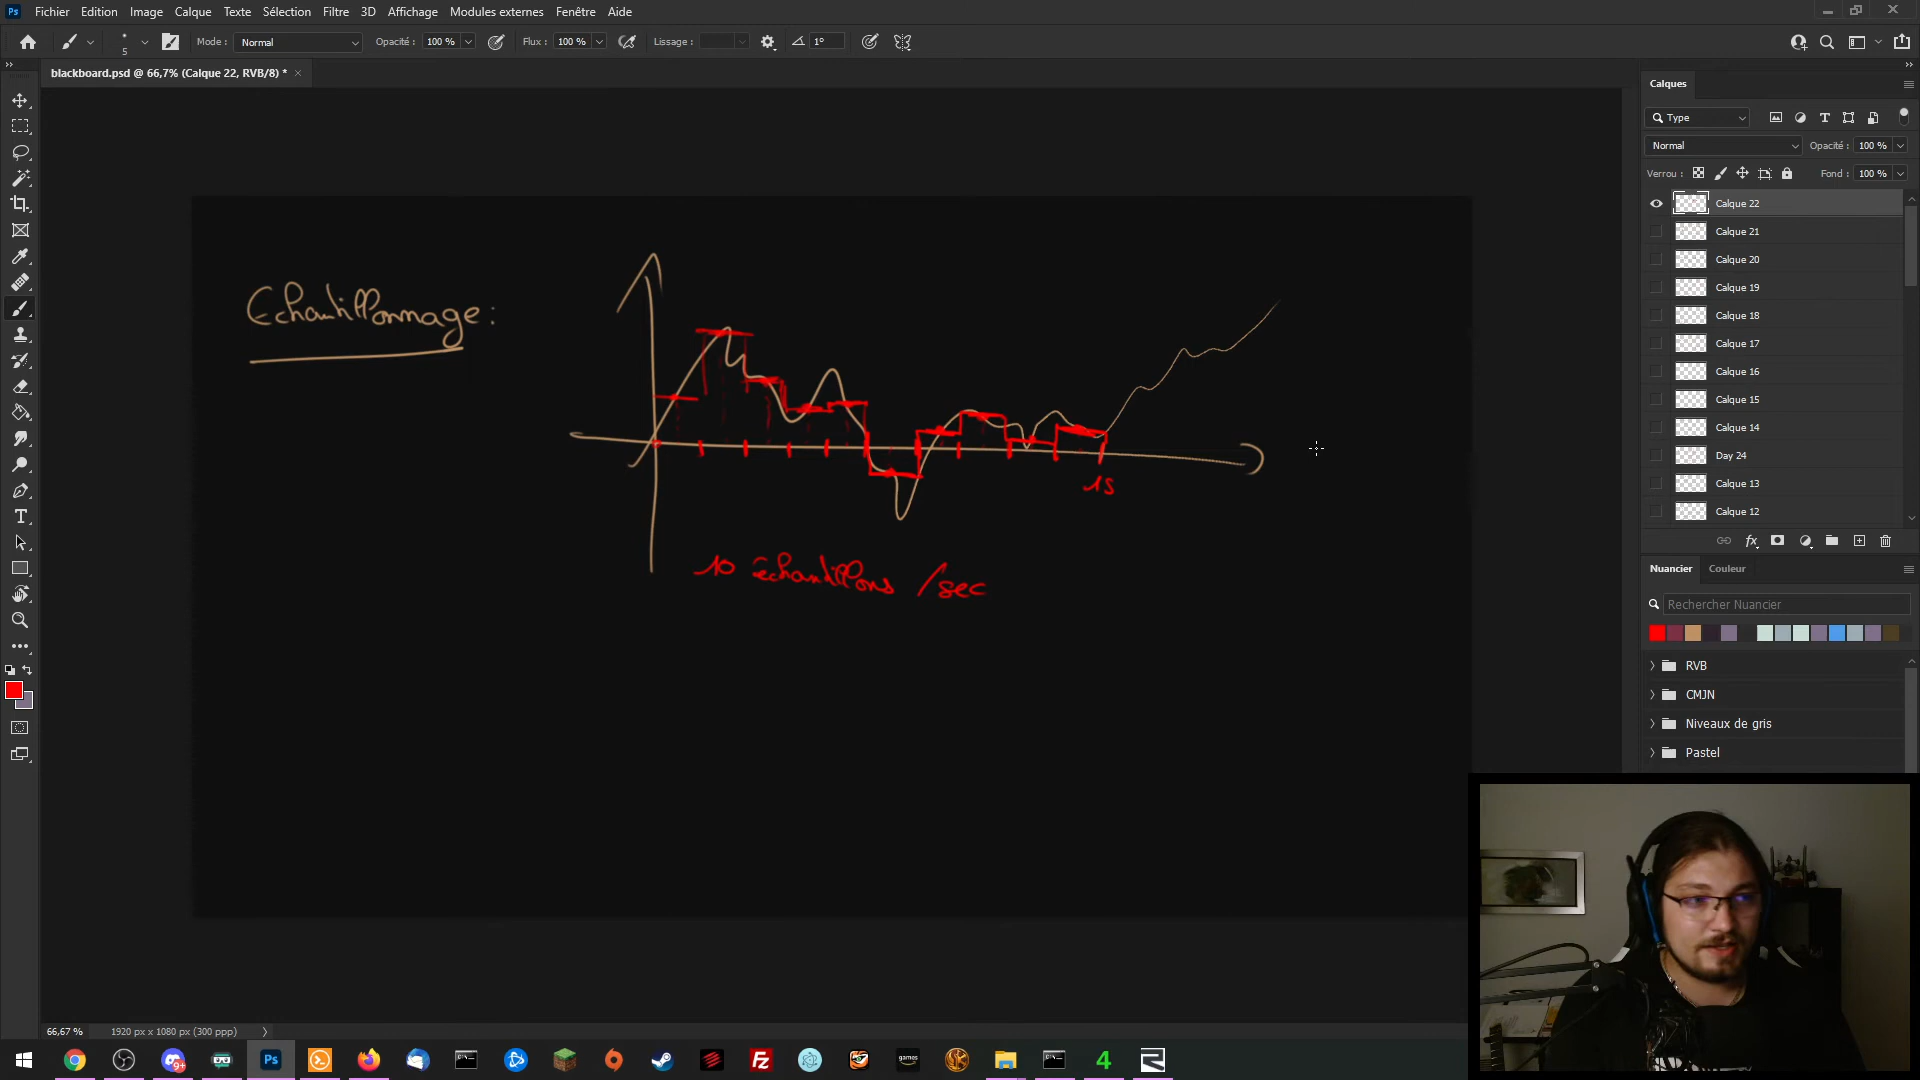 Fichier Edition Image Calque Texte Sélection Filtre 3D Affichage Modules externes Fenêtre Aide
5 Mode : Normal Opacité : 100 % Flux : 100 % Lissage : 1°
blackboard.psd @ 66,7% (Calque 22, RVB/8) *
Calques
Type
Normal Opacité : 100 %
Verrou : Fond : 100 %
Calque 22
Calque 21
Calque 20
Calque 19
Calque 18
Calque 17
Calque 16
Calque 15
Calque 14
Day 24
Calque 13
Calque 12
Echantillonnage :
1s
10 échantillons /sec
Nuancier Couleur
Rechercher Nuancier
RVB
CMJN
Niveaux de gris
Pastel
66,67 % 1920 px x 1080 px (300 ppp)